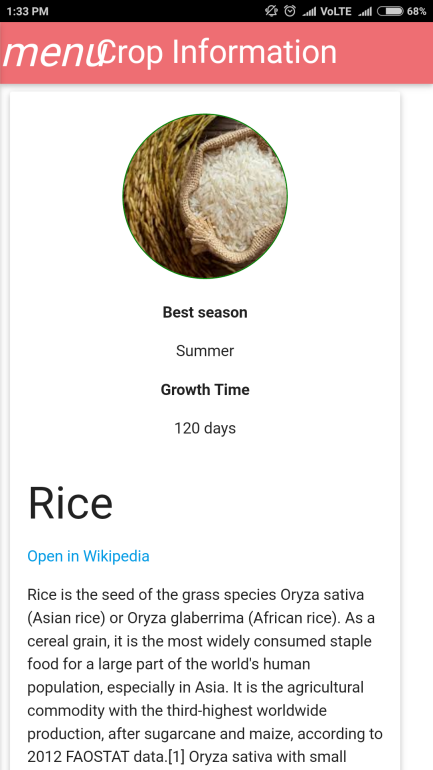 1:33 PM VoLTE 68%
menu Crop Information
Best season
Summer
Growth Time
120 days
Rice
Open in Wikipedia
Rice is the seed of the grass species Oryza sativa
(Asian rice) or Oryza glaberrima (African rice). As a
cereal grain, it is the most widely consumed staple
food for a large part of the world's human
population, especially in Asia. It is the agricultural
commodity with the third-highest worldwide
production, after sugarcane and maize, according to
2012 FAOSTAT data.[1] Oryza sativa with small